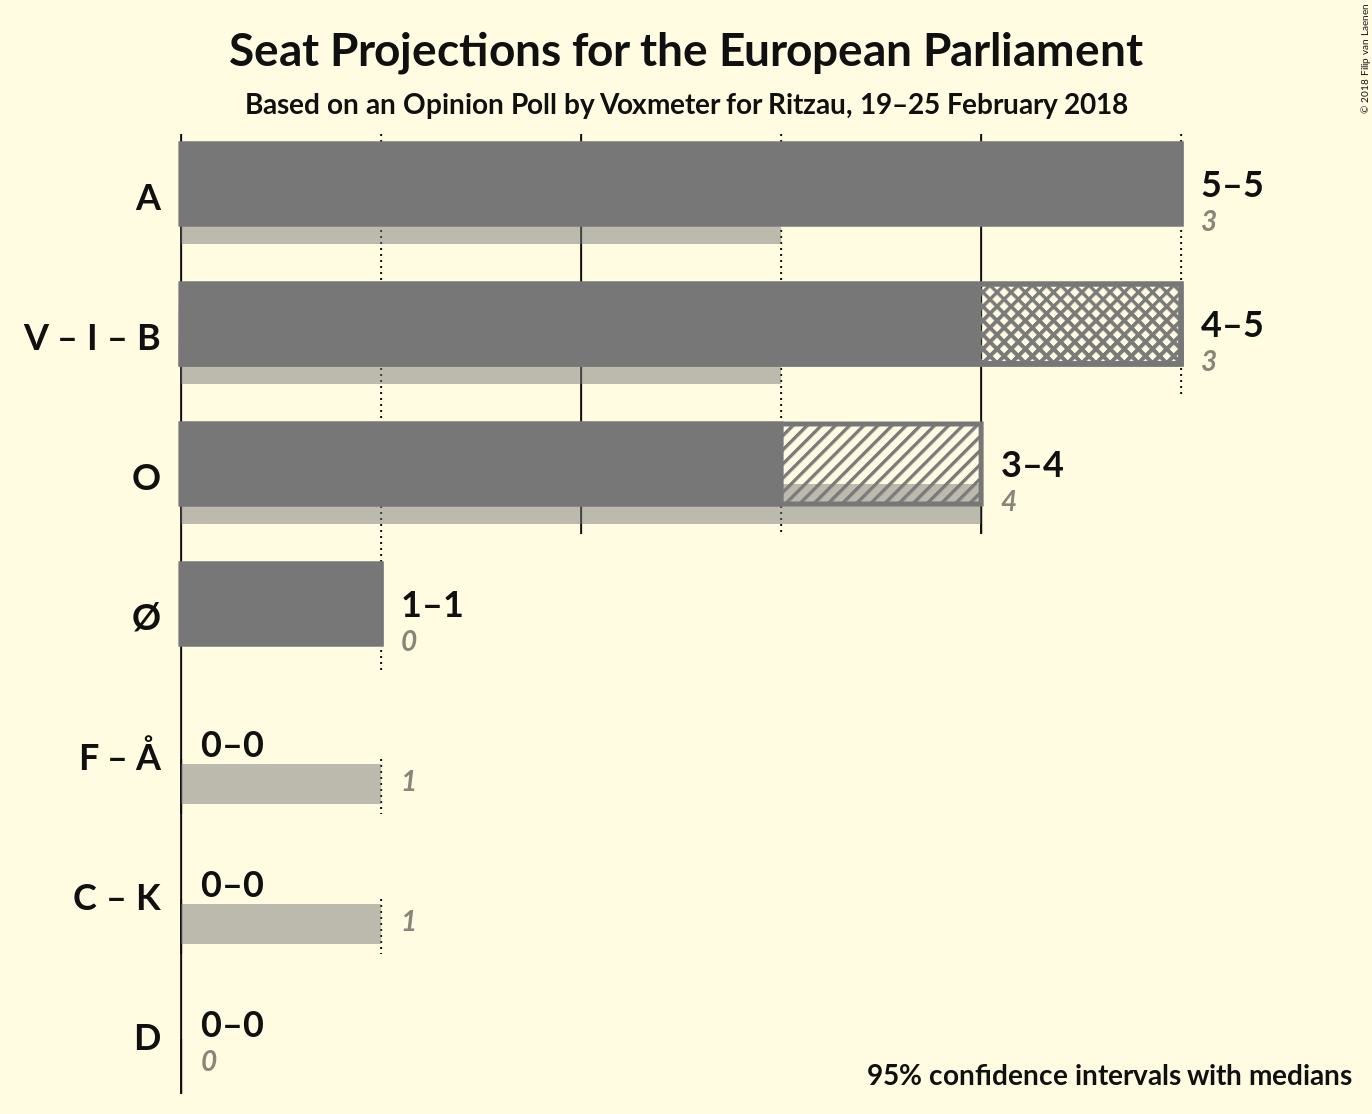 Seat Projections for the European Parliament
Based on an Opinion Poll by Voxmeter for Ritzau, 19–25 February 2018
© 2018 Filip van Laenen
A
5–5
3
V – I – B
4–5
3
O
3–4
4
Ø
1–1
0
F – Å
0–0
1
C – K
0–0
1
D
0–0
0
95% confidence intervals with medians